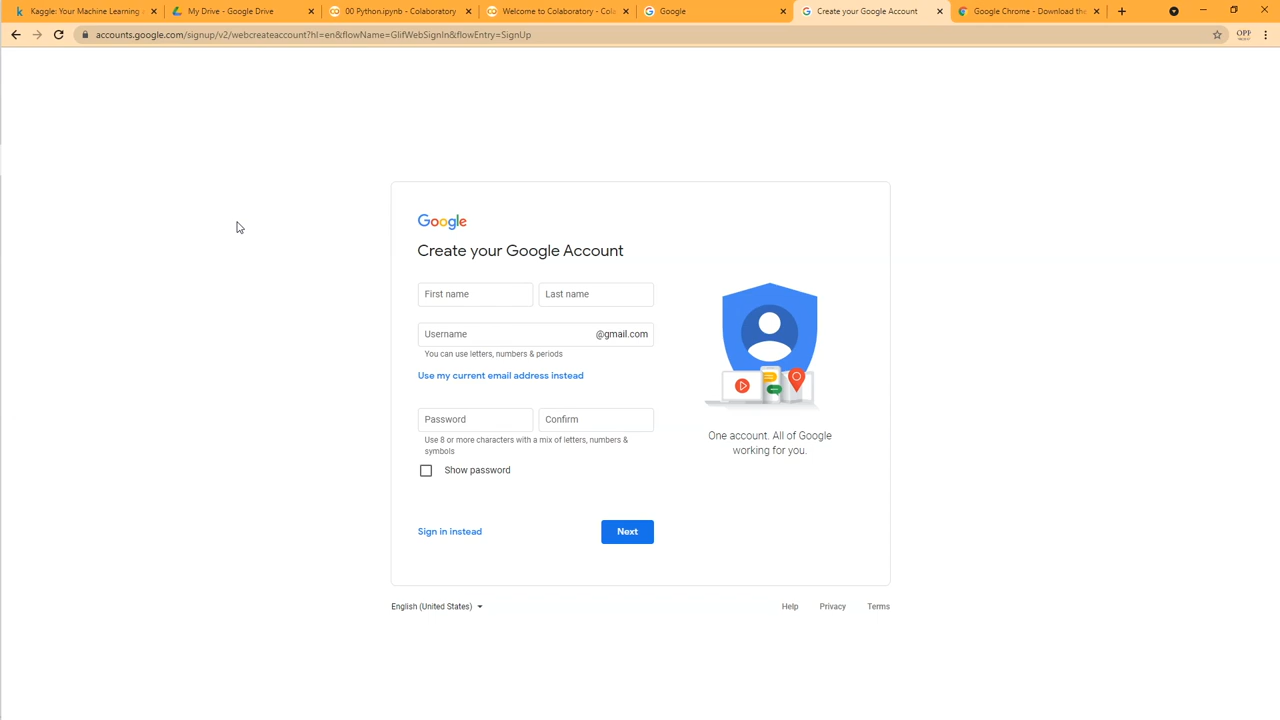 Kaggle: Your Machine Learning
My Drive - Google Drive
00 Python.ipynb - Colaboratory
Welcome to Colaboratory - Cola
Google
Create your Google Account
Google Chrome - Download the
accounts.google.com/signup/v2/webcreateaccount?hl=en&flowName=GlifWebSignIn&flowEntry=SignUp
Google
Create your Google Account
First name
Last name
Username
@gmail.com
You can use letters, numbers & periods
Use my current email address instead
Password
Confirm
Use 8 or more characters with a mix of letters, numbers &
symbols
Show password
Sign in instead
Next
One account. All of Google
working for you.
English (United States)
Help
Privacy
Terms